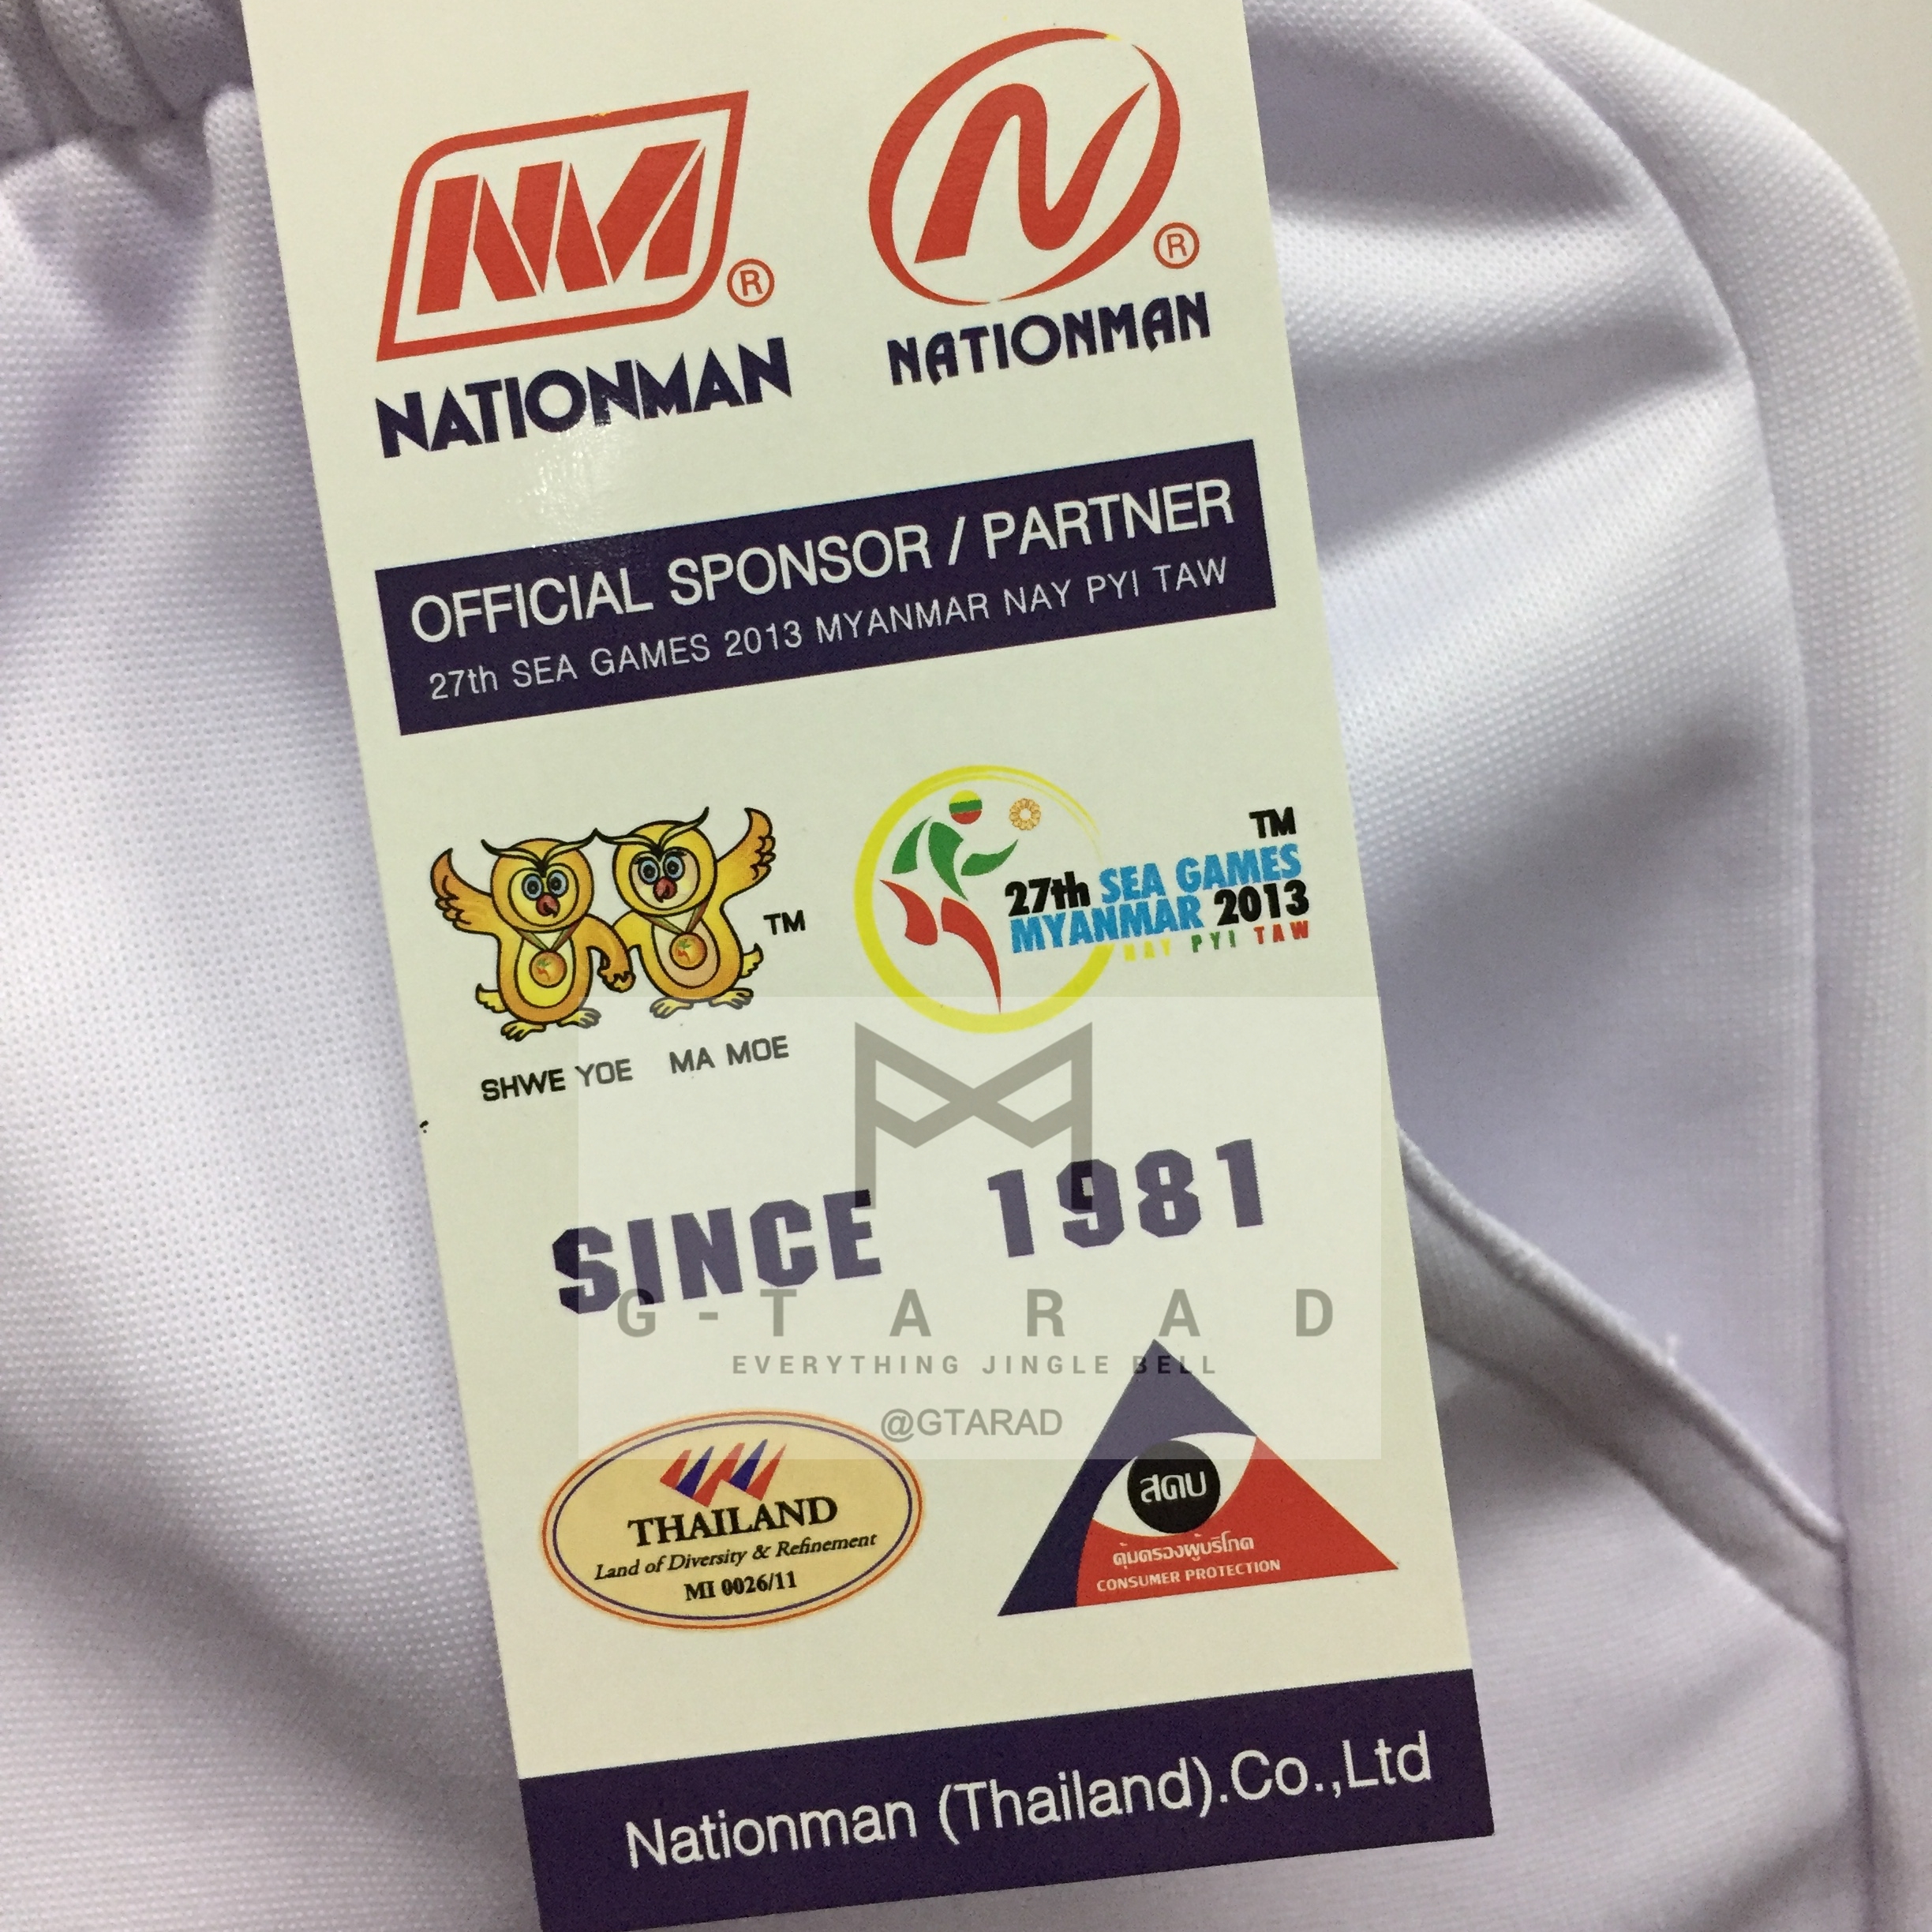 NM ®
NATIONMAN
N ®
NATIONMAN
OFFICIAL SPONSOR / PARTNER
27th SEA GAMES 2013 MYANMAR NAY PYI TAW
TM
SHWE YOE MA MOE
TM
27th SEA GAMES
MYANMAR 2013
NAY PYI TAW
SINCE 1981
G-TARAD
EVERYTHING JINGLE BELL
@GTARAD
THAILAND
Land of Diversity & Refinement
MI 0026/11
สคบ
คุ้มครองผู้บริโภค
CONSUMER PROTECTION
Nationman (Thailand).Co.,Ltd